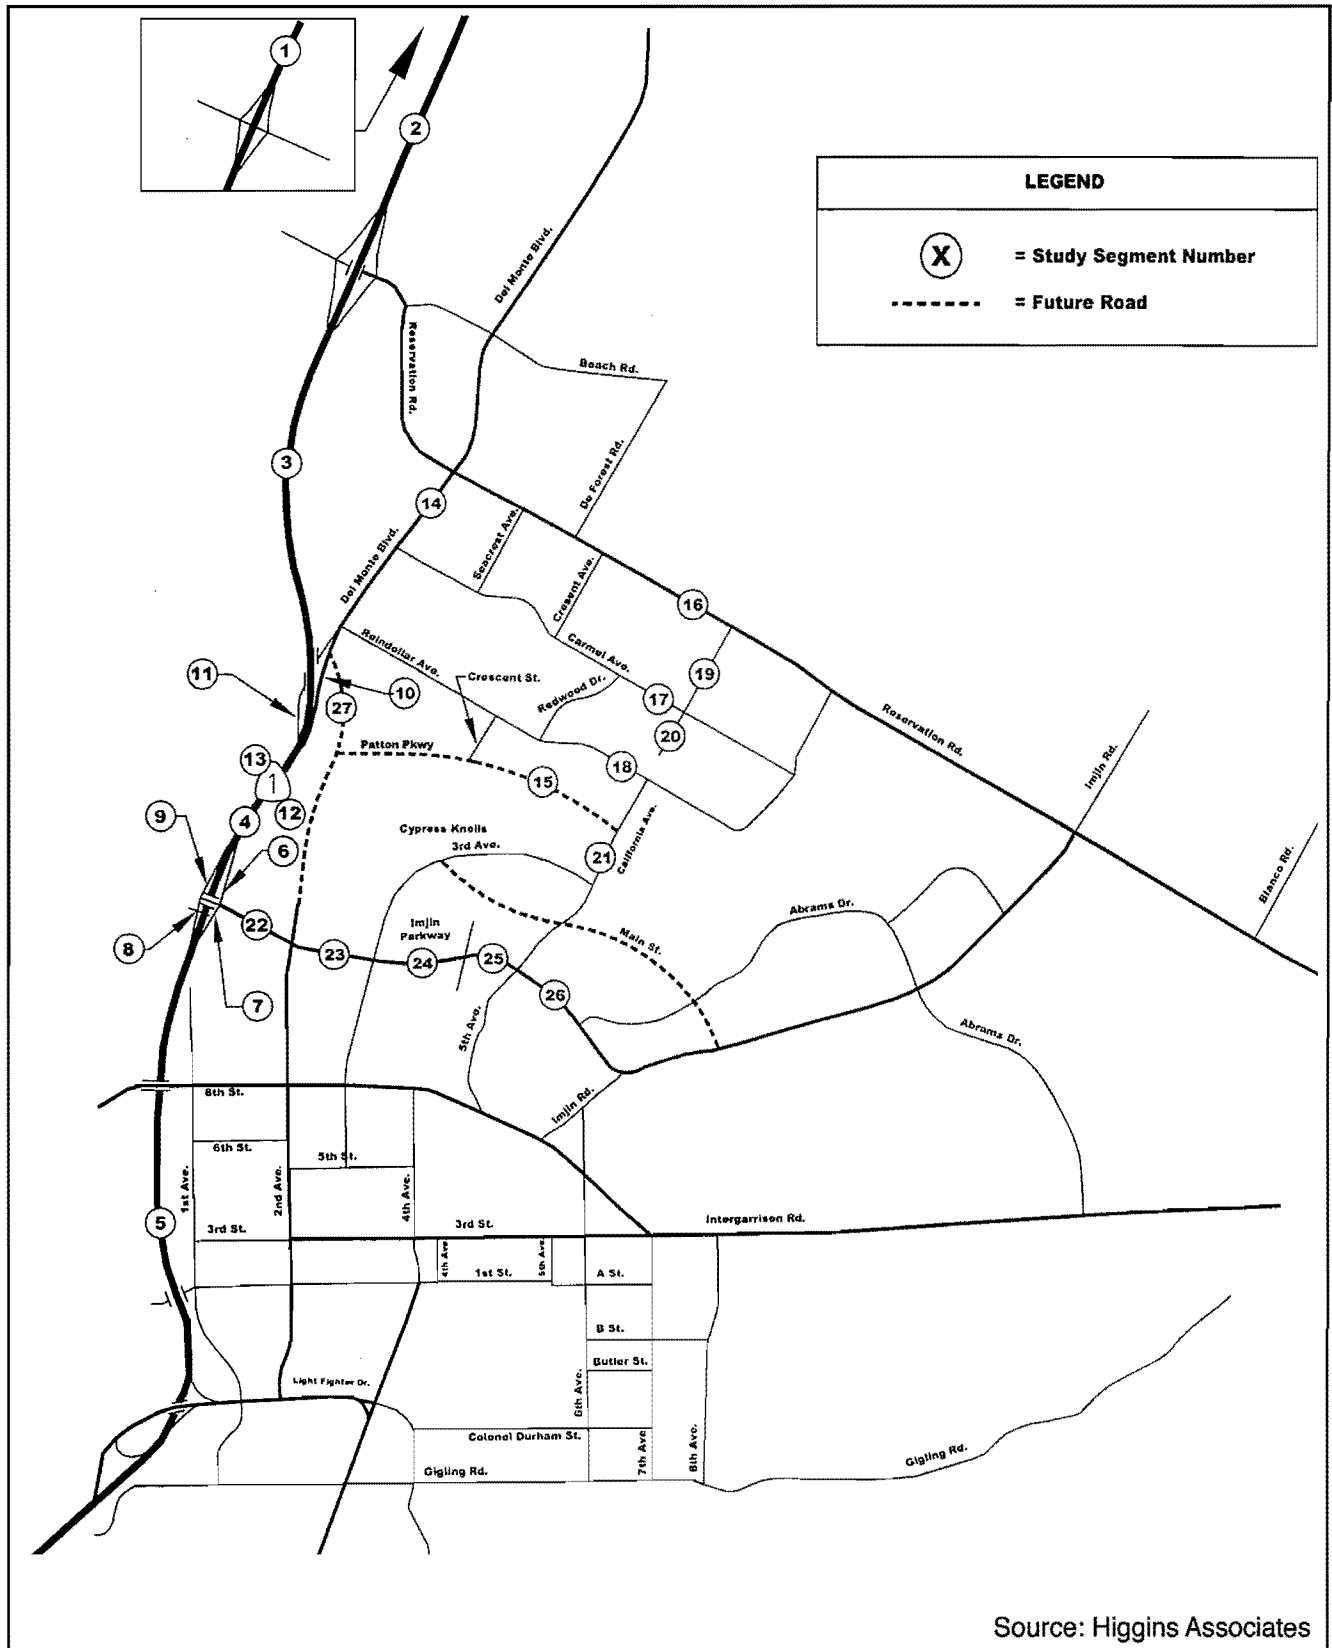 1
2
LEGEND
X = Study Segment Number
= Future Road
Del Monte Blvd.
Reservation Rd.
Beach Rd.
3
De Forest Rd.
14
Seacrest Ave.
Del Monte Blvd.
Cresent Ave.
16
Reindollar Ave.
Carmel Ave.
11
Crescent St.
Redwood Dr.
19
10
17
27
Reservation Rd.
20
Patton Pkwy
Imjin Rd.
13
18
1
15
12
9
4
Cypress Knolls
California Ave.
6
3rd Ave.
21
Blanco Rd.
Abrams Dr.
22
Imjin
Parkway
Main St.
8
23
24
25
26
7
5th Ave.
Abrams Dr.
8th St.
Imjin Rd.
6th St.
5th St.
1st Ave.
2nd Ave.
4th Ave.
5
3rd St.
3rd St.
Intergarrison Rd.
4th Ave.
1st St.
5th Ave.
A St.
B St.
Butler St.
Light Fighter Dr.
6th Ave.
Colonel Durham St.
7th Ave
8th Ave.
Gigling Rd.
Gigling Rd.
Source: Higgins Associates